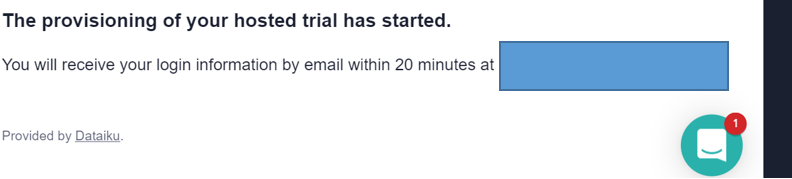 The provisioning of your hosted trial has started.
You will receive your login information by email within 20 minutes at
Provided by Dataiku.
1